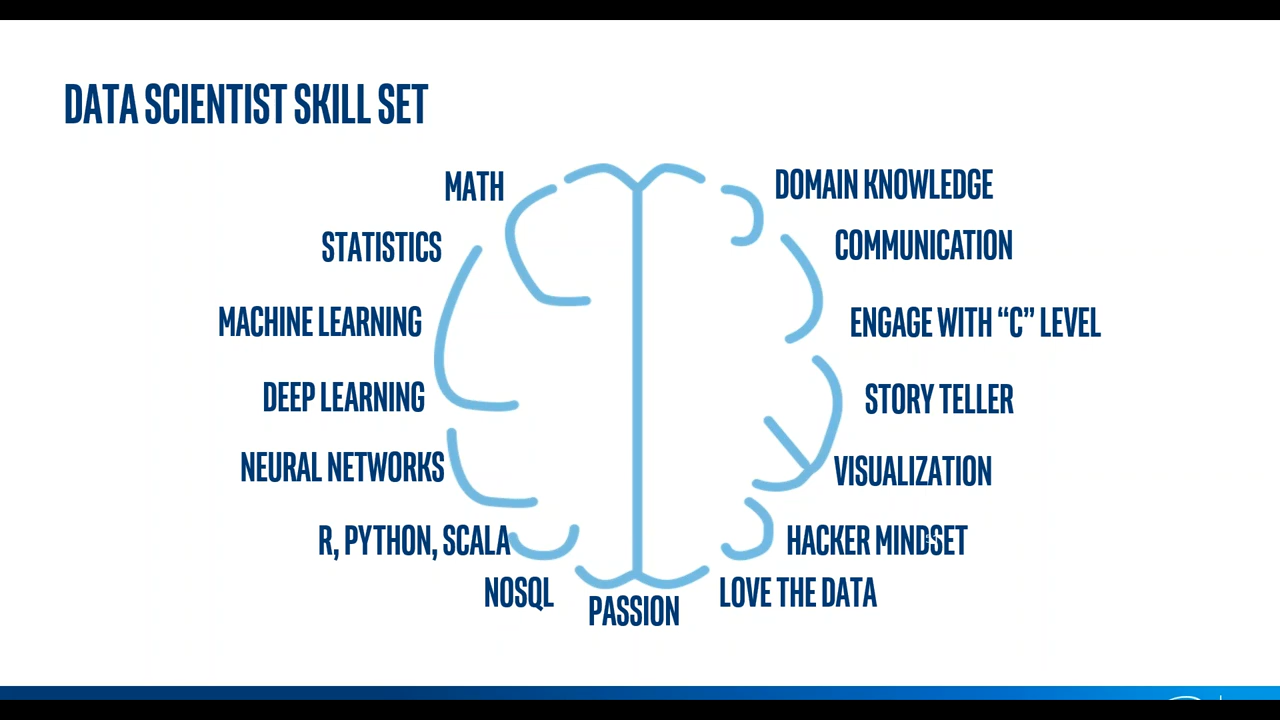 DATA SCIENTIST SKILL SET
MATH
STATISTICS
MACHINE LEARNING
DEEP LEARNING
NEURAL NETWORKS
R, PYTHON, SCALA
NOSQL
PASSION
DOMAIN KNOWLEDGE
COMMUNICATION
ENGAGE WITH “C” LEVEL
STORY TELLER
VISUALIZATION
HACKER MINDSET
LOVE THE DATA